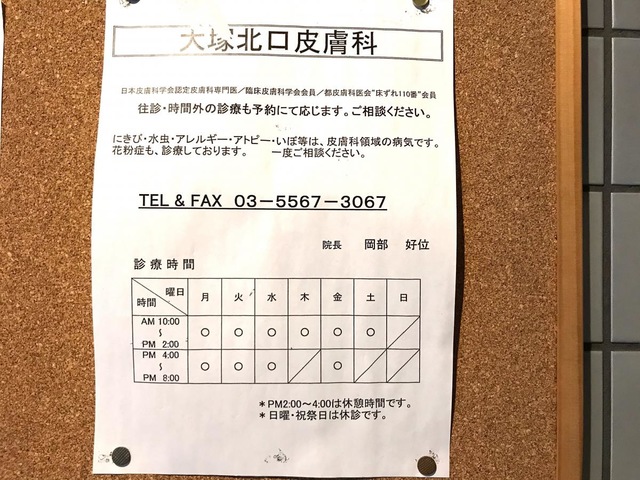 大塚北口皮膚科
日本皮膚科学会認定皮膚科専門医／臨床皮膚科学会会員／都皮膚科医会"床ずれ110番"会員
往診・時間外の診療も予約にて応じます。ご相談ください。
にきび・水虫・アレルギー・アトピー・いぼ等は、皮膚科領域の病気です。
花粉症も、診療しております。 一度ご相談ください。
TEL & FAX 03－5567－3067
院長 岡部 好位
診療時間
曜日 時間 月 火 水 木 金 土 日
AM 10:00 ～ PM 2:00 ○ ○ ○ ○ ○ ○ ／
PM 4:00 ～ PM 8:00 ○ ○ ○ ／ ○ ／ ／
＊PM2:00～4:00は休憩時間です。
＊日曜・祝祭日は休診です。